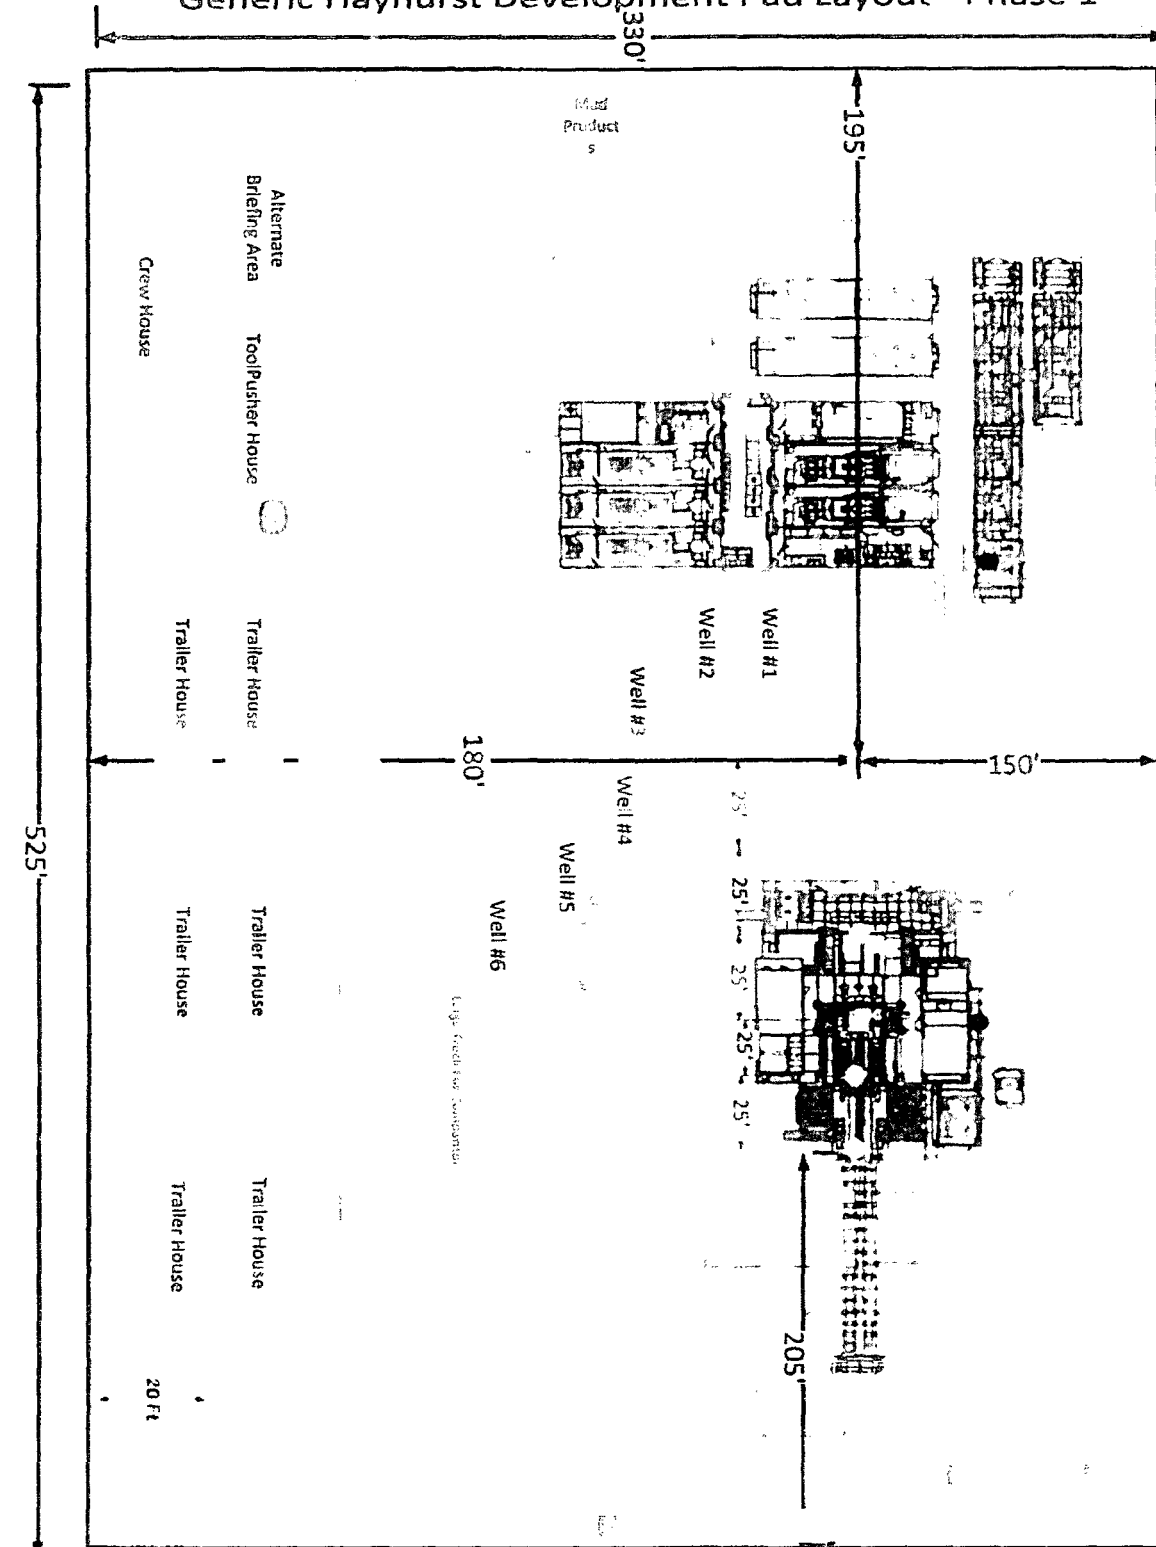 Generic Hayhurst Development Pad Layout - Phase 1
330'
Mud
Product
s
195'
Alternate
Briefing Area
Crew House
ToolPusher House
Well #1
Well #2
Well #3
Trailer House
Trailer House
180'
150'
25'
Well #4
525'
Well #5
25'
Well #6
Trailer House
Trailer House
25'
25'
25'
Trailer House
Trailer House
205'
20 Ft